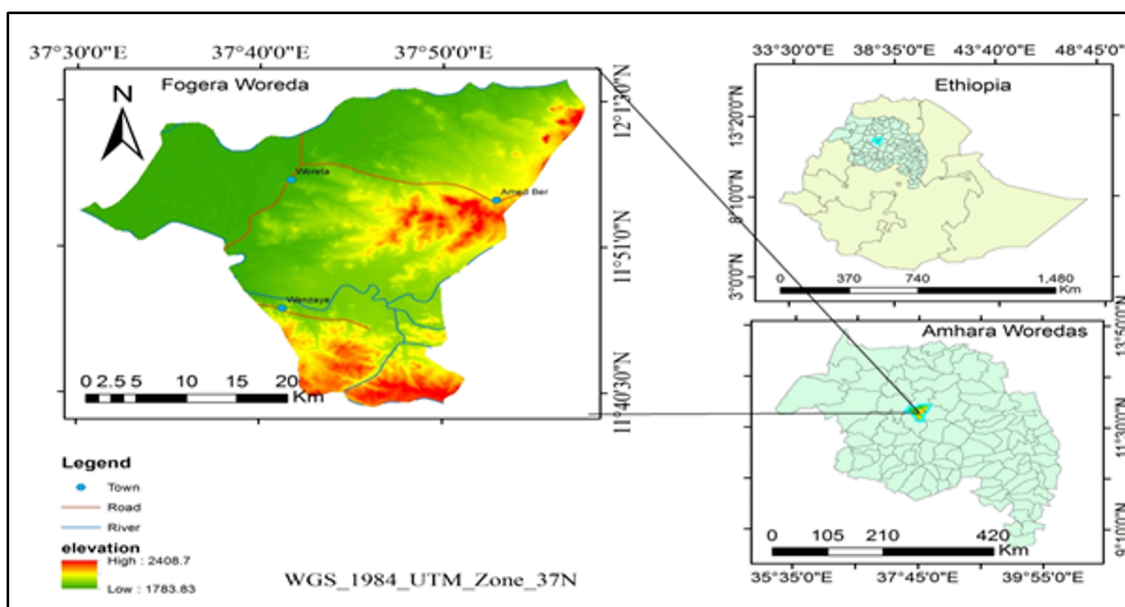 37°30'0"E 37°40'0"E 37°50'0"E
Fogera Woreda
N
Woreta
Amed Ber
Wanzaye
12°1'30"N
11°51'0"N
11°40'30"N
0 2.5 5 10 15 20
Km
Legend
Town
Road
River
elevation
High : 2408.7
Low : 1783.83
WGS_1984_UTM_Zone_37N
33°30'0"E 38°35'0"E 43°40'0"E 48°45'0"E
Ethiopia
13°20'0"N
8°10'0"N
3°0'0"N
0 370 740 1,480
Km
Amhara Woredas
13°50'0"N
11°30'0"N
9°10'0"N
0 105 210 420
Km
35°35'0"E 37°45'0"E 39°55'0"E